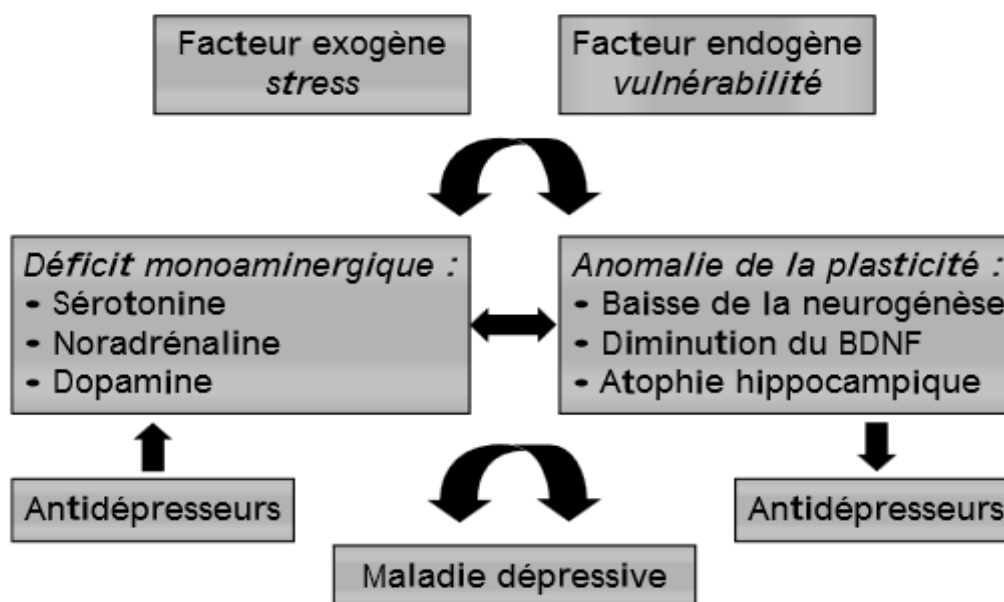 Facteur exogène
stress
Facteur endogène
vulnérabilité
Déficit monoaminergique :
- Sérotonine
- Noradrénaline
- Dopamine
Anomalie de la plasticité :
- Baisse de la neurogénèse
- Diminution du BDNF
- Atophie hippocampique
Antidépresseurs
Antidépresseurs
Maladie dépressive